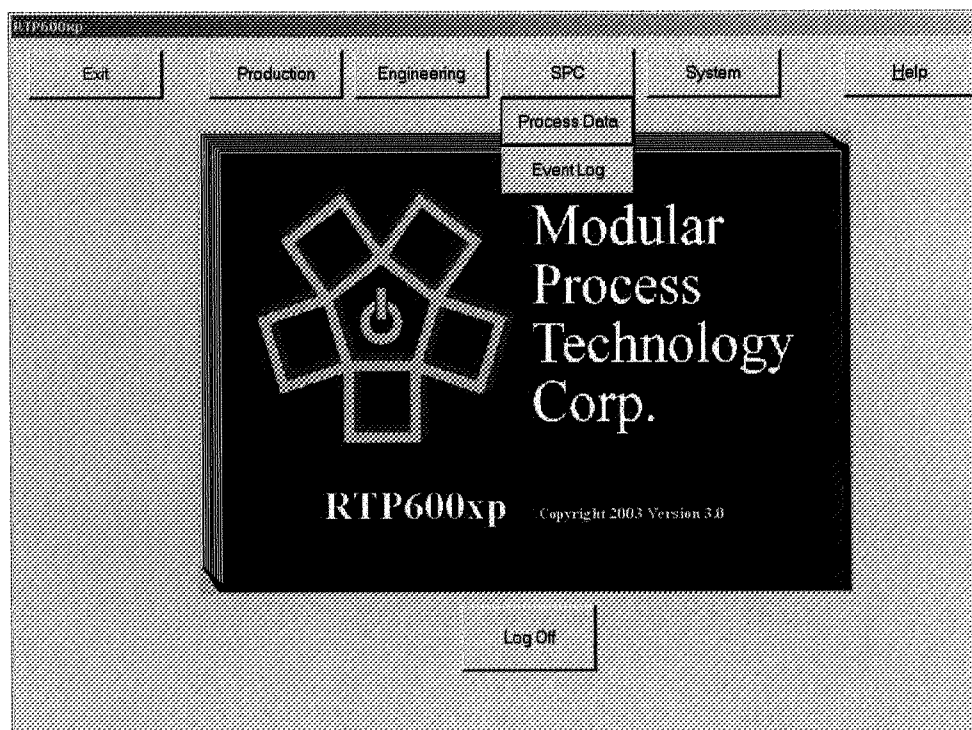 RTP600xp
Exit Production Engineering SPC System Help
Process Data
Event Log
Modular
Process
Technology
Corp.
RTP600xp Copyright 2003 Version 3.0
Log Off